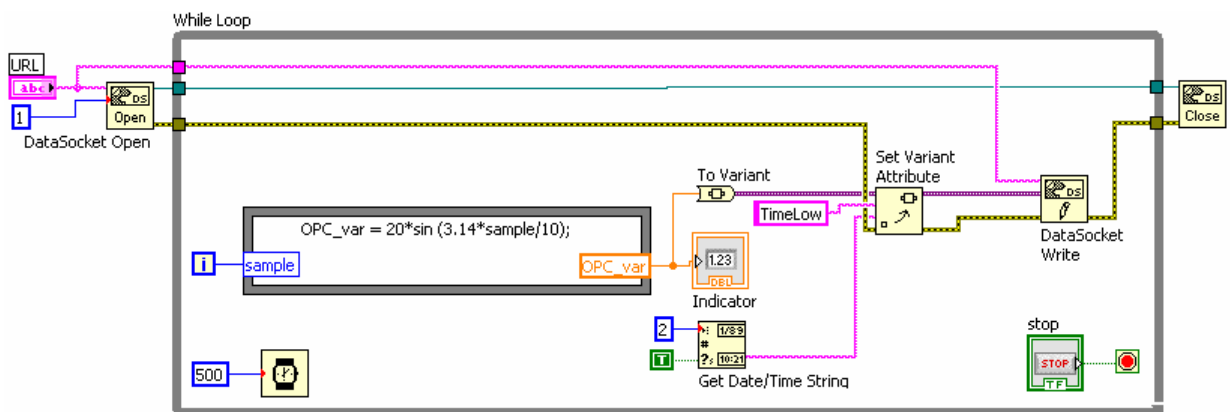 While Loop
URL
abc
DS
Open
1
DataSocket Open
DS
Close
To Variant
Set Variant
Attribute
TimeLow
DS
DataSocket
Write
OPC_var = 20*sin (3.14*sample/10);
i
sample
OPC_var
1.23
DBL
Indicator
2
1/89
#
?s 10:21
T
Get Date/Time String
500
stop
STOP
TF